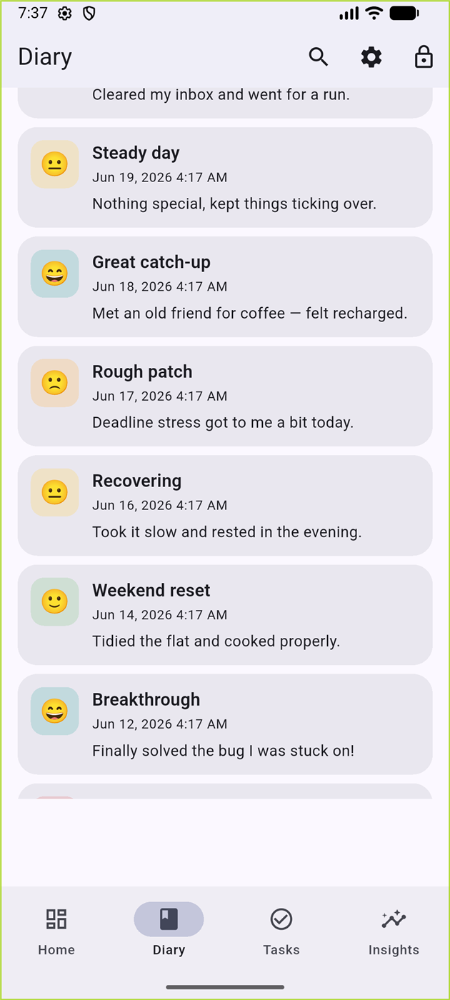 7:37
Diary
Cleared my inbox and went for a run.
Steady day
Jun 19, 2026 4:17 AM
Nothing special, kept things ticking over.
Great catch-up
Jun 18, 2026 4:17 AM
Met an old friend for coffee — felt recharged.
Rough patch
Jun 17, 2026 4:17 AM
Deadline stress got to me a bit today.
Recovering
Jun 16, 2026 4:17 AM
Took it slow and rested in the evening.
Weekend reset
Jun 14, 2026 4:17 AM
Tidied the flat and cooked properly.
Breakthrough
Jun 12, 2026 4:17 AM
Finally solved the bug I was stuck on!
Home
Diary
Tasks
Insights